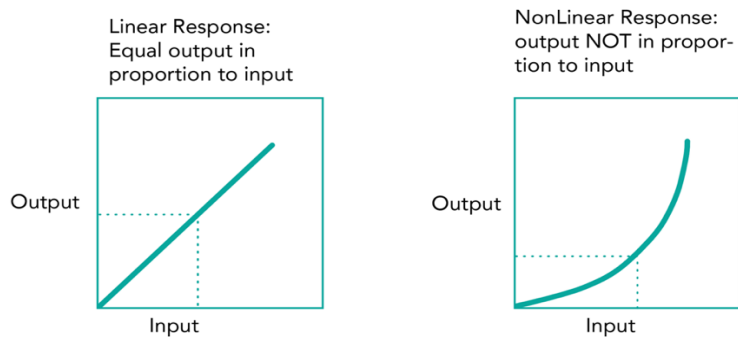 Linear Response:
Equal output in
proportion to input
Output
Input
NonLinear Response:
output NOT in propor-
tion to input
Output
Input